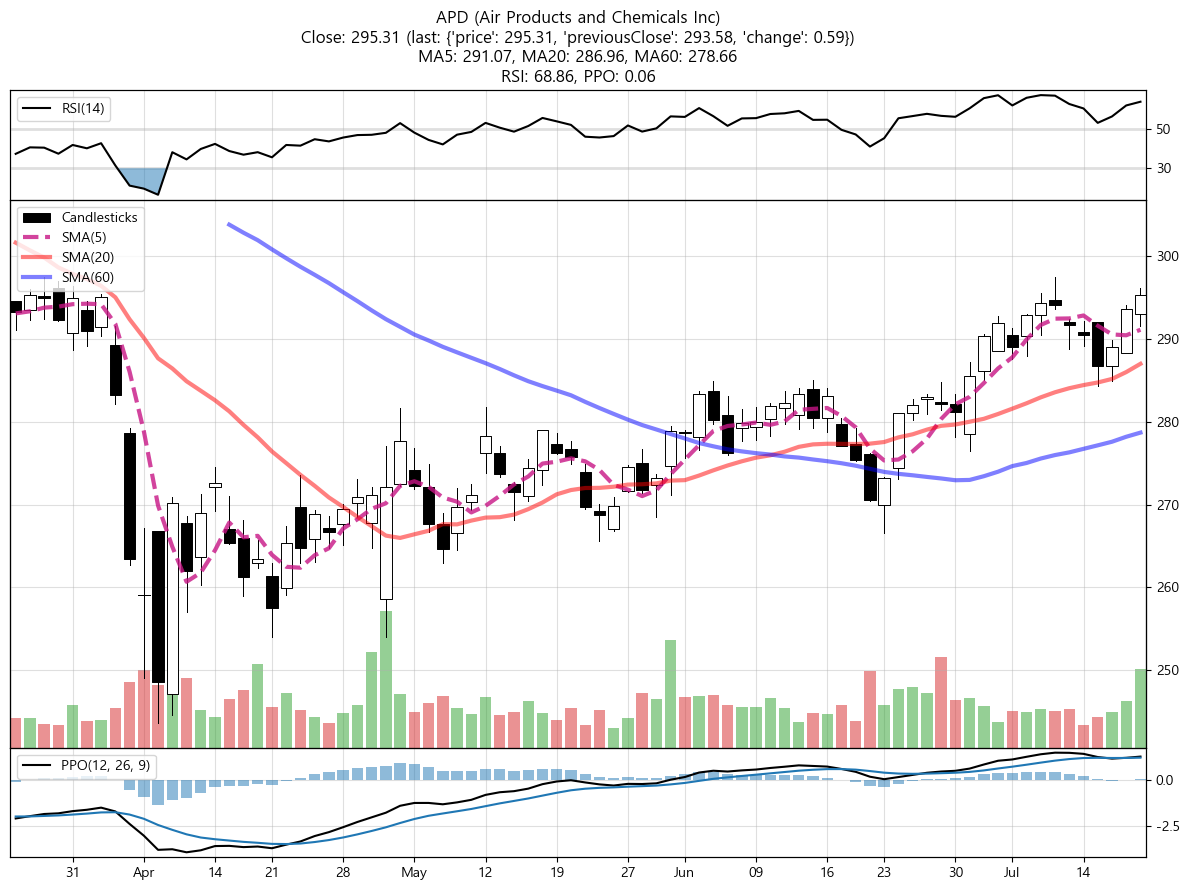 APD (Air Products and Chemicals Inc)
Close: 295.31 (last: {'price': 295.31, 'previousClose': 293.58, 'change': 0.59})
MA5: 291.07, MA20: 286.96, MA60: 278.66
RSI: 68.86, PPO: 0.06
RSI(14)
50
30
Candlesticks
SMA(5)
SMA(20)
SMA(60)
300
290
280
270
260
250
PPO(12, 26, 9)
0.0
−2.5
31 Apr 14 21 28 May 12 19 27 Jun 09 16 23 30 Jul 14